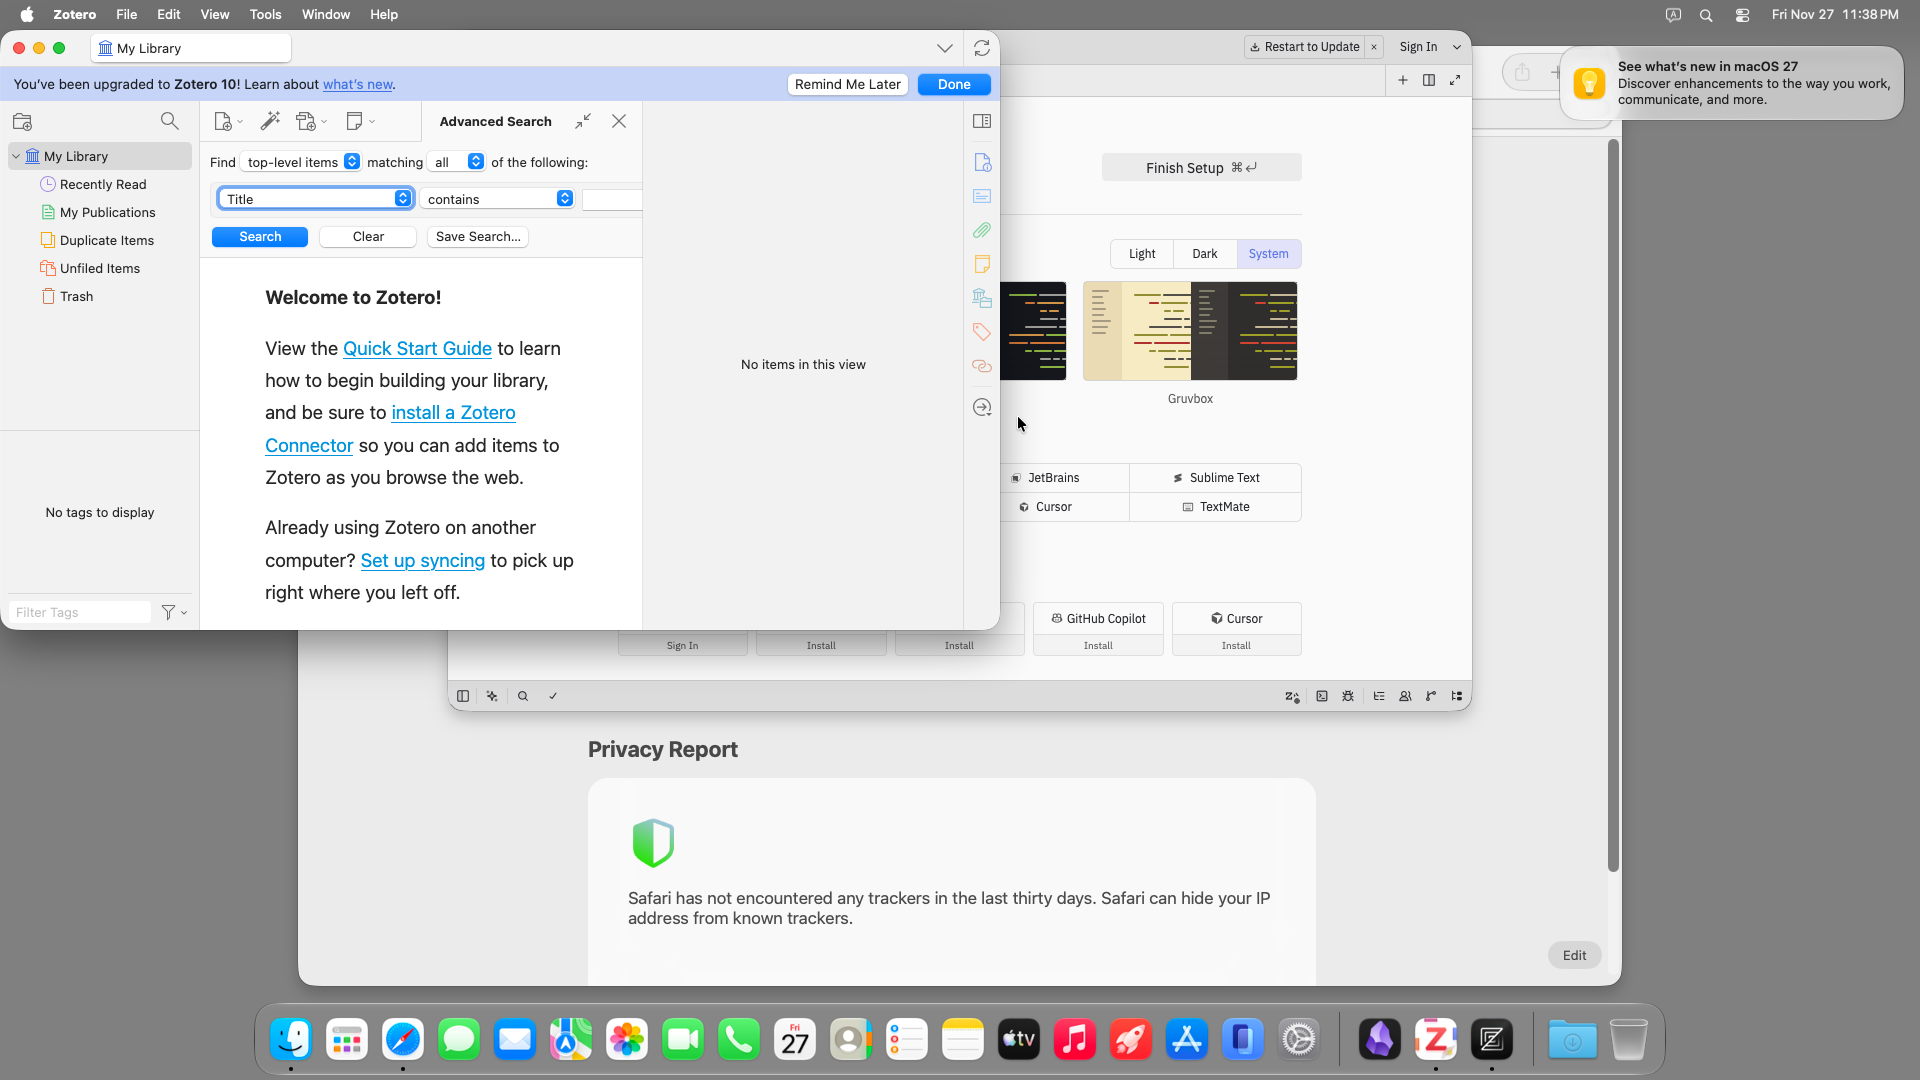 Zotero File Edit View Tools Window Help
Fri Nov 27 11:38 PM
My Library
Restart to Update × Sign In
You've been upgraded to Zotero 10! Learn about what's new.
Remind Me Later Done
See what's new in macOS 27
Discover enhancements to the way you work,
communicate, and more.
Advanced Search
My Library
Recently Read
My Publications
Duplicate Items
Unfiled Items
Trash
No tags to display
Filter Tags
Find top-level items matching all of the following:
Title contains
Search Clear Save Search...
Welcome to Zotero!
View the Quick Start Guide to learn
how to begin building your library,
and be sure to install a Zotero
Connector so you can add items to
Zotero as you browse the web.
Already using Zotero on another
computer? Set up syncing to pick up
right where you left off.
No items in this view
Finish Setup ⌘↵
Light Dark System
Gruvbox
JetBrains Sublime Text
Cursor TextMate
GitHub Copilot Cursor
Sign In Install Install Install Install
Privacy Report
Safari has not encountered any trackers in the last thirty days. Safari can hide your IP
address from known trackers.
Edit
Fri
27
tv